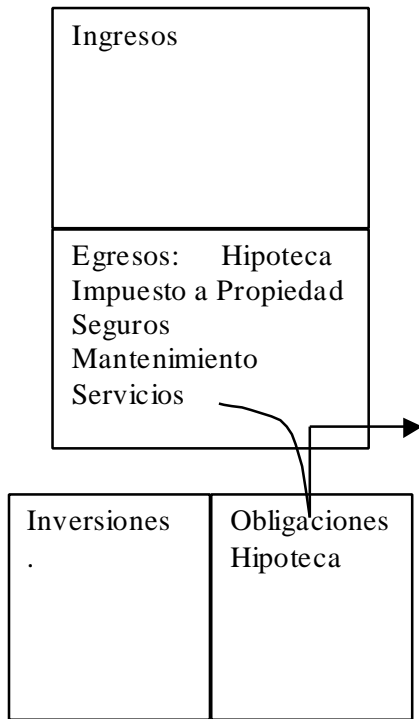 Ingresos
Egresos: Hipoteca
Impuesto a Propiedad
Seguros
Mantenimiento
Servicios
Inversiones
.
Obligaciones
Hipoteca